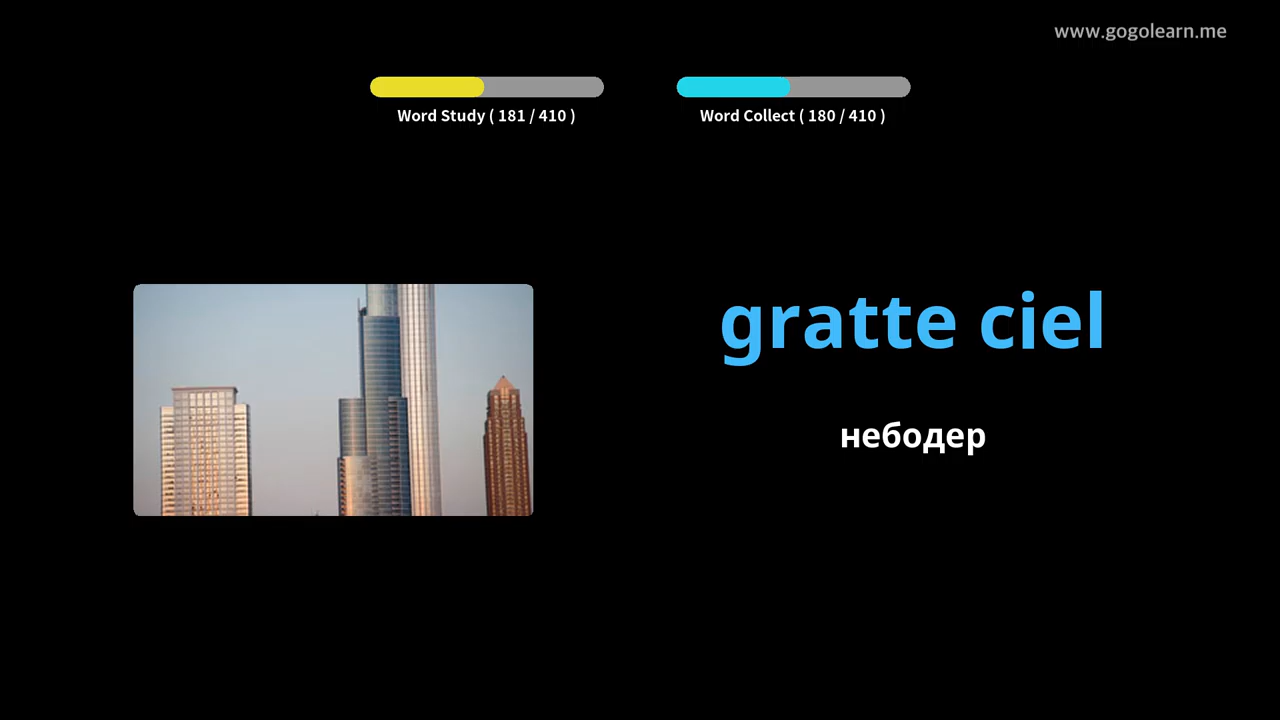 www.gogolearn.me
Word Study ( 181 / 410 )
Word Collect ( 180 / 410 )
gratte ciel
небодер